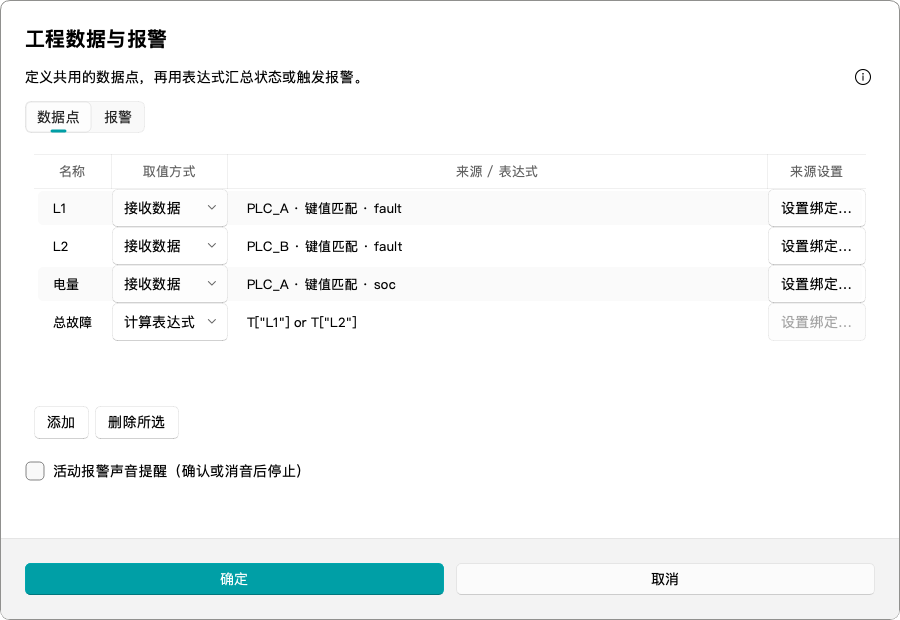 工程数据与报警
定义共用的数据点，再用表达式汇总状态或触发报警。
数据点 报警
名称 取值方式 来源 / 表达式 来源设置
L1 接收数据 PLC_A · 键值匹配 · fault 设置绑定...
L2 接收数据 PLC_B · 键值匹配 · fault 设置绑定...
电量 接收数据 PLC_A · 键值匹配 · soc 设置绑定...
总故障 计算表达式 T["L1"] or T["L2"] 设置绑定...
添加 删除所选
活动报警声音提醒（确认或消音后停止）
确定 取消